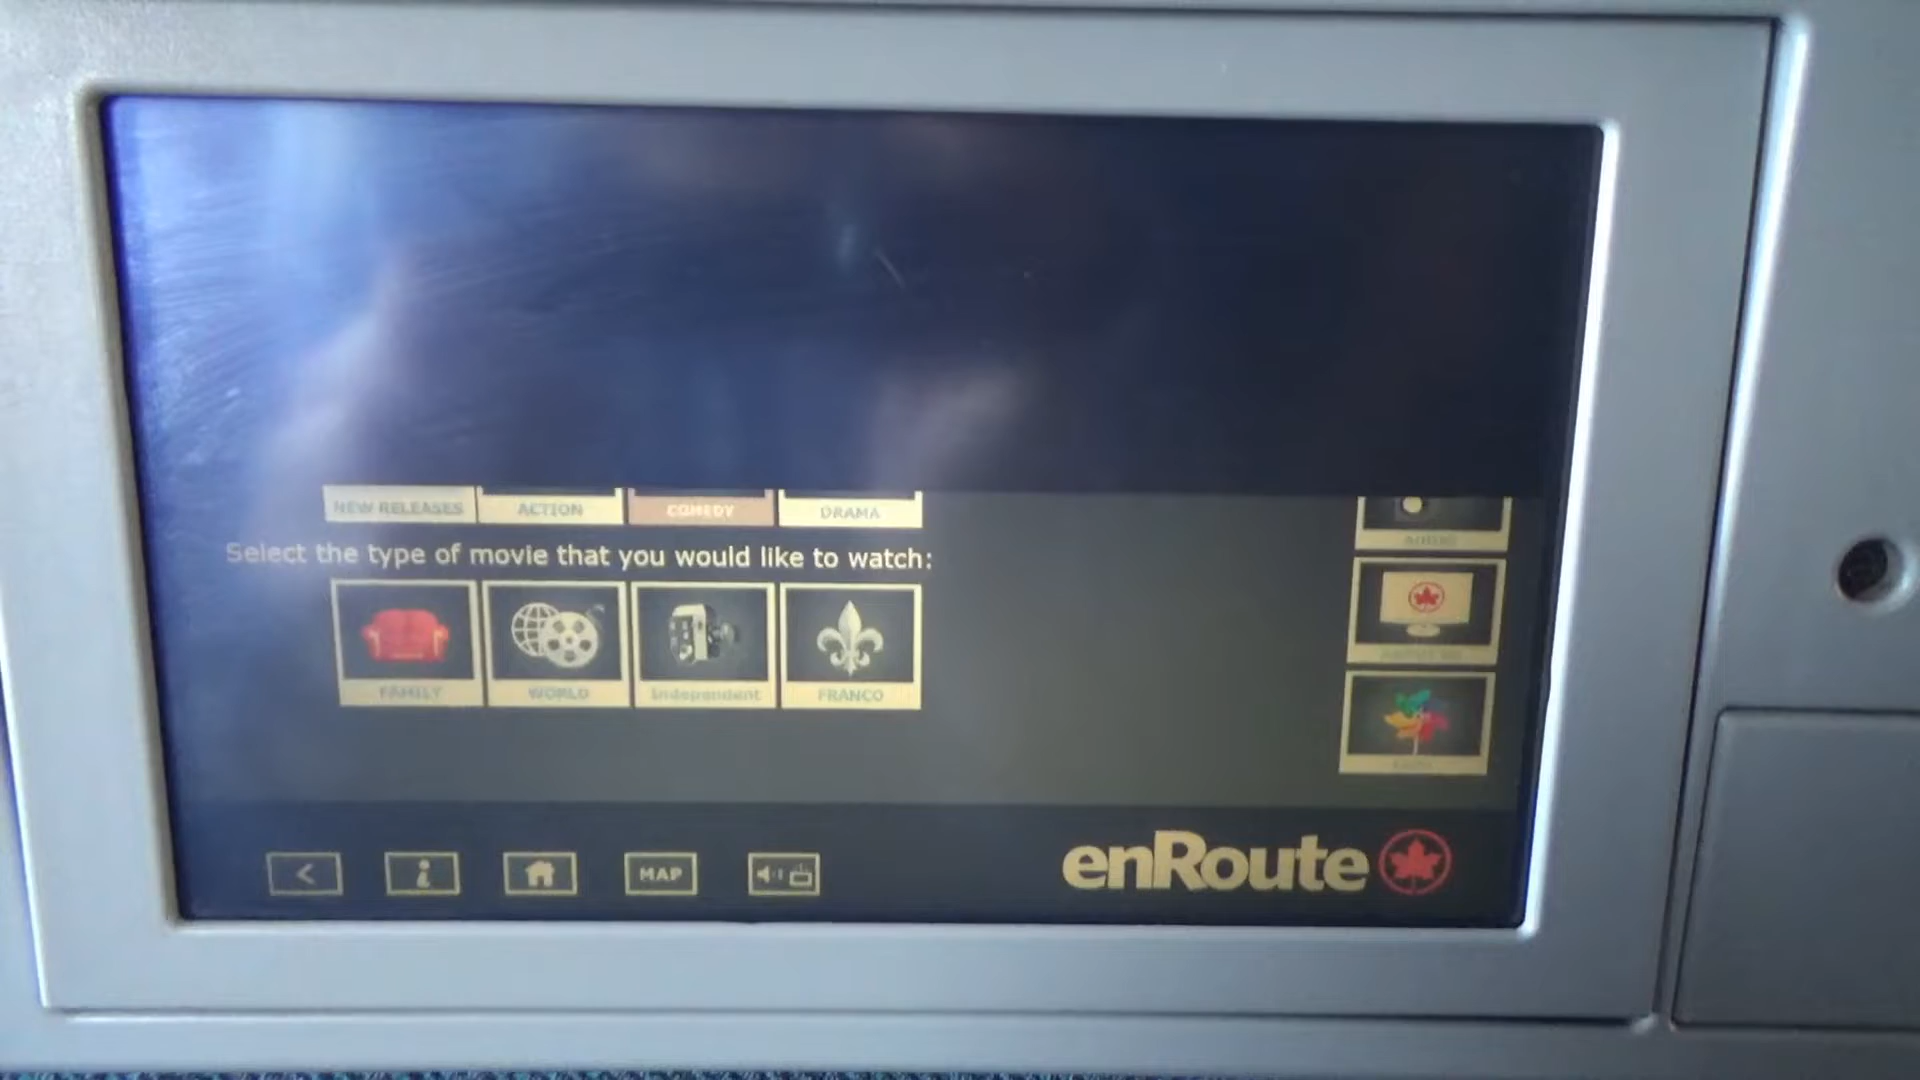 NEW RELEASES ACTION COMEDY DRAMA
Select the type of movie that you would like to watch:
FAMILY WORLD Independent FRANCO
MAP
enRoute